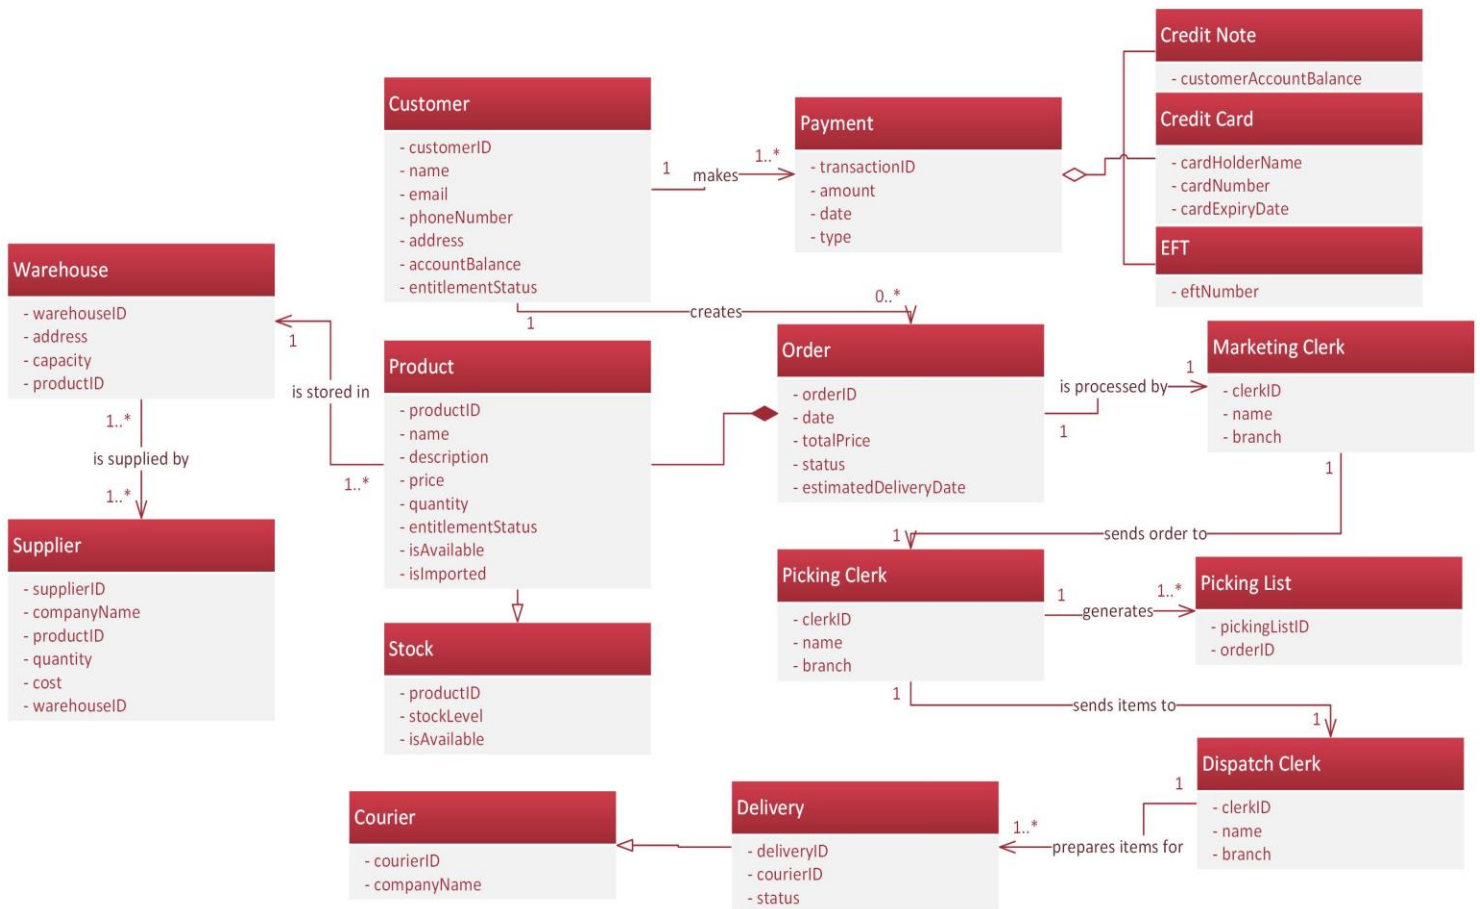 Credit Note
- customerAccountBalance
Credit Card
- cardHolderName
- cardNumber
- cardExpiryDate
EFT
- eftNumber
Customer
- customerID
- name
- email
- phoneNumber
- address
- accountBalance
- entitlementStatus
1
makes
1..*
Payment
- transactionID
- amount
- date
- type
1
creates
0..*
Warehouse
- warehouseID
- address
- capacity
- productID
1
is stored in
1..*
Product
- productID
- name
- description
- price
- quantity
- entitlementStatus
- isAvailable
- isImported
Order
- orderID
- date
- totalPrice
- status
- estimatedDeliveryDate
is processed by
1
1
Marketing Clerk
- clerkID
- name
- branch
1..*
is supplied by
1..*
1
sends order to
1
Supplier
- supplierID
- companyName
- productID
- quantity
- cost
- warehouseID
Stock
- productID
- stockLevel
- isAvailable
Picking Clerk
- clerkID
- name
- branch
1
generates
1..*
Picking List
- pickingListID
- orderID
1
sends items to
1
Dispatch Clerk
- clerkID
- name
- branch
1
prepares items for
1..*
Delivery
- deliveryID
- courierID
- status
Courier
- courierID
- companyName